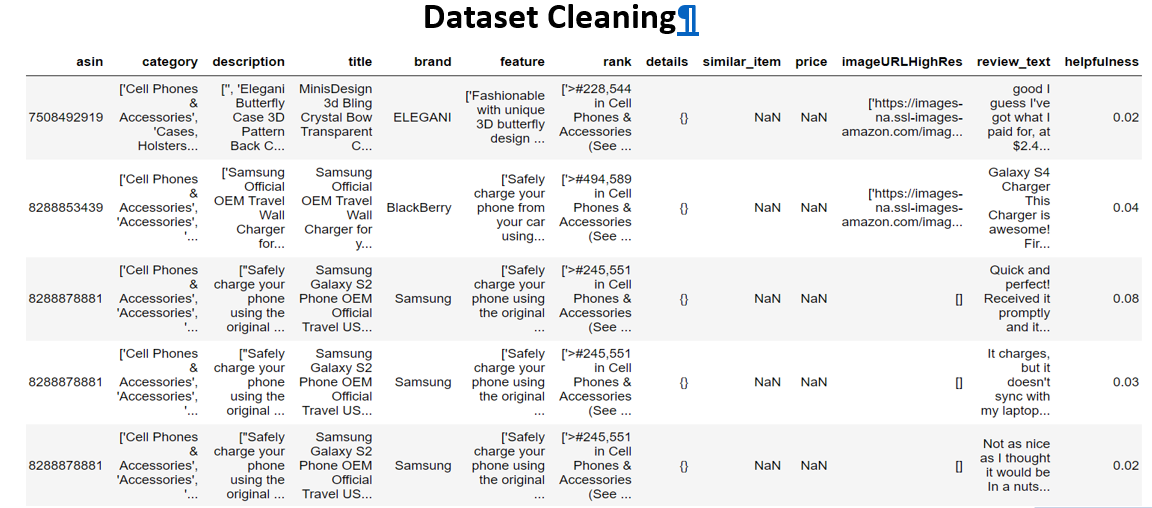 Dataset Cleaning¶
asin category description title brand feature rank details similar_item price imageURLHighRes review_text helpfulness
7508492919 ['Cell Phones & Accessories', 'Cases, Holsters... ['', 'Elegani Butterfly Case 3D Pattern Back C... MinisDesign 3d Bling Crystal Bow Transparent C... ELEGANI ['Fashionable with unique 3D butterfly design ... ['>#228,544 in Cell Phones & Accessories (See ... {} NaN NaN ['https://images-na.ssl-images-amazon.com/imag... good I guess I've got what I paid for, at $2.4... 0.02
8288853439 ['Cell Phones & Accessories', 'Accessories', '... ['Samsung Official OEM Travel Wall Charger for... Samsung Official OEM Travel Wall Charger for y... BlackBerry ['Safely charge your phone from your car using... ['>#494,589 in Cell Phones & Accessories (See ... {} NaN NaN ['https://images-na.ssl-images-amazon.com/imag... Galaxy S4 Charger This Charger is awesome! Fir... 0.04
8288878881 ['Cell Phones & Accessories', 'Accessories', '... ["Safely charge your phone using the original ... Samsung Galaxy S2 Phone OEM Official Travel US... Samsung ['Safely charge your phone using the original ... ['>#245,551 in Cell Phones & Accessories (See ... {} NaN NaN [] Quick and perfect! Received it promptly and it... 0.08
8288878881 ['Cell Phones & Accessories', 'Accessories', '... ["Safely charge your phone using the original ... Samsung Galaxy S2 Phone OEM Official Travel US... Samsung ['Safely charge your phone using the original ... ['>#245,551 in Cell Phones & Accessories (See ... {} NaN NaN [] It charges, but it doesn't sync with my laptop... 0.03
8288878881 ['Cell Phones & Accessories', 'Accessories', '... ["Safely charge your phone using the original ... Samsung Galaxy S2 Phone OEM Official Travel US... Samsung ['Safely charge your phone using the original ... ['>#245,551 in Cell Phones & Accessories (See ... {} NaN NaN [] Not as nice as I thought it would be In a nuts... 0.02